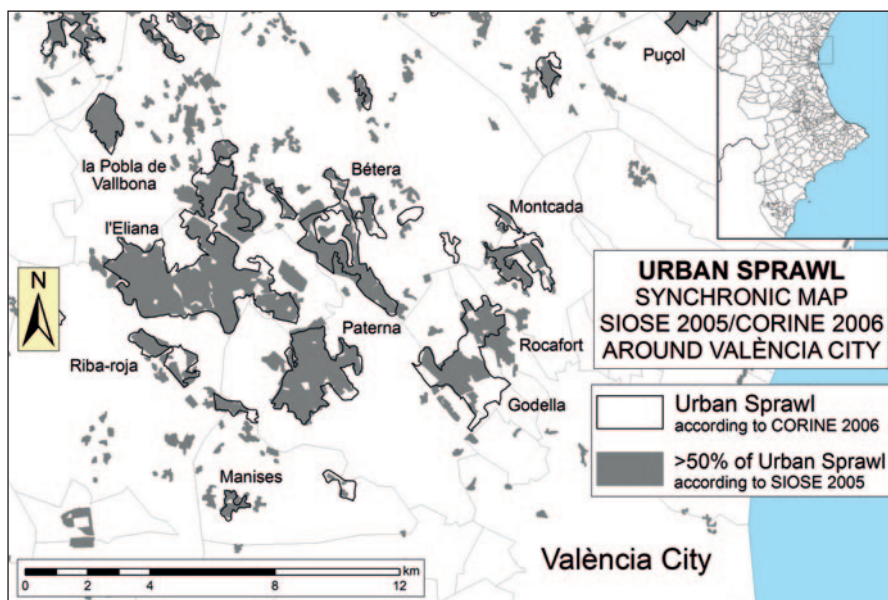 Puçol
la Pobla de
Vallbona
Bétera
Montcada
l'Eliana
N
URBAN SPRAWL
SYNCHRONIC MAP
SIOSE 2005/CORINE 2006
AROUND VALÈNCIA CITY
Paterna
Rocafort
Riba-roja
Godella
Urban Sprawl
according to CORINE 2006
>50% of Urban Sprawl
according to SIOSE 2005
Manises
València City
km
0 2 4 8 12